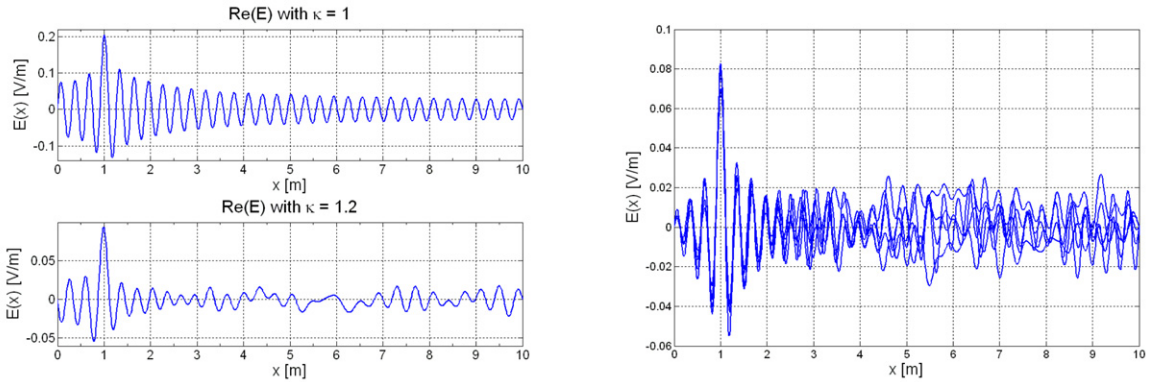 Re(E) with κ = 1
E(x) [V/m]
0.2
0.1
0
-0.1
0 1 2 3 4 5 6 7 8 9 10
x [m]
Re(E) with κ = 1.2
E(x) [V/m]
0.05
0
-0.05
0 1 2 3 4 5 6 7 8 9 10
x [m]
E(x) [V/m]
0.1
0.08
0.06
0.04
0.02
0
-0.02
-0.04
-0.06
0 1 2 3 4 5 6 7 8 9 10
x [m]